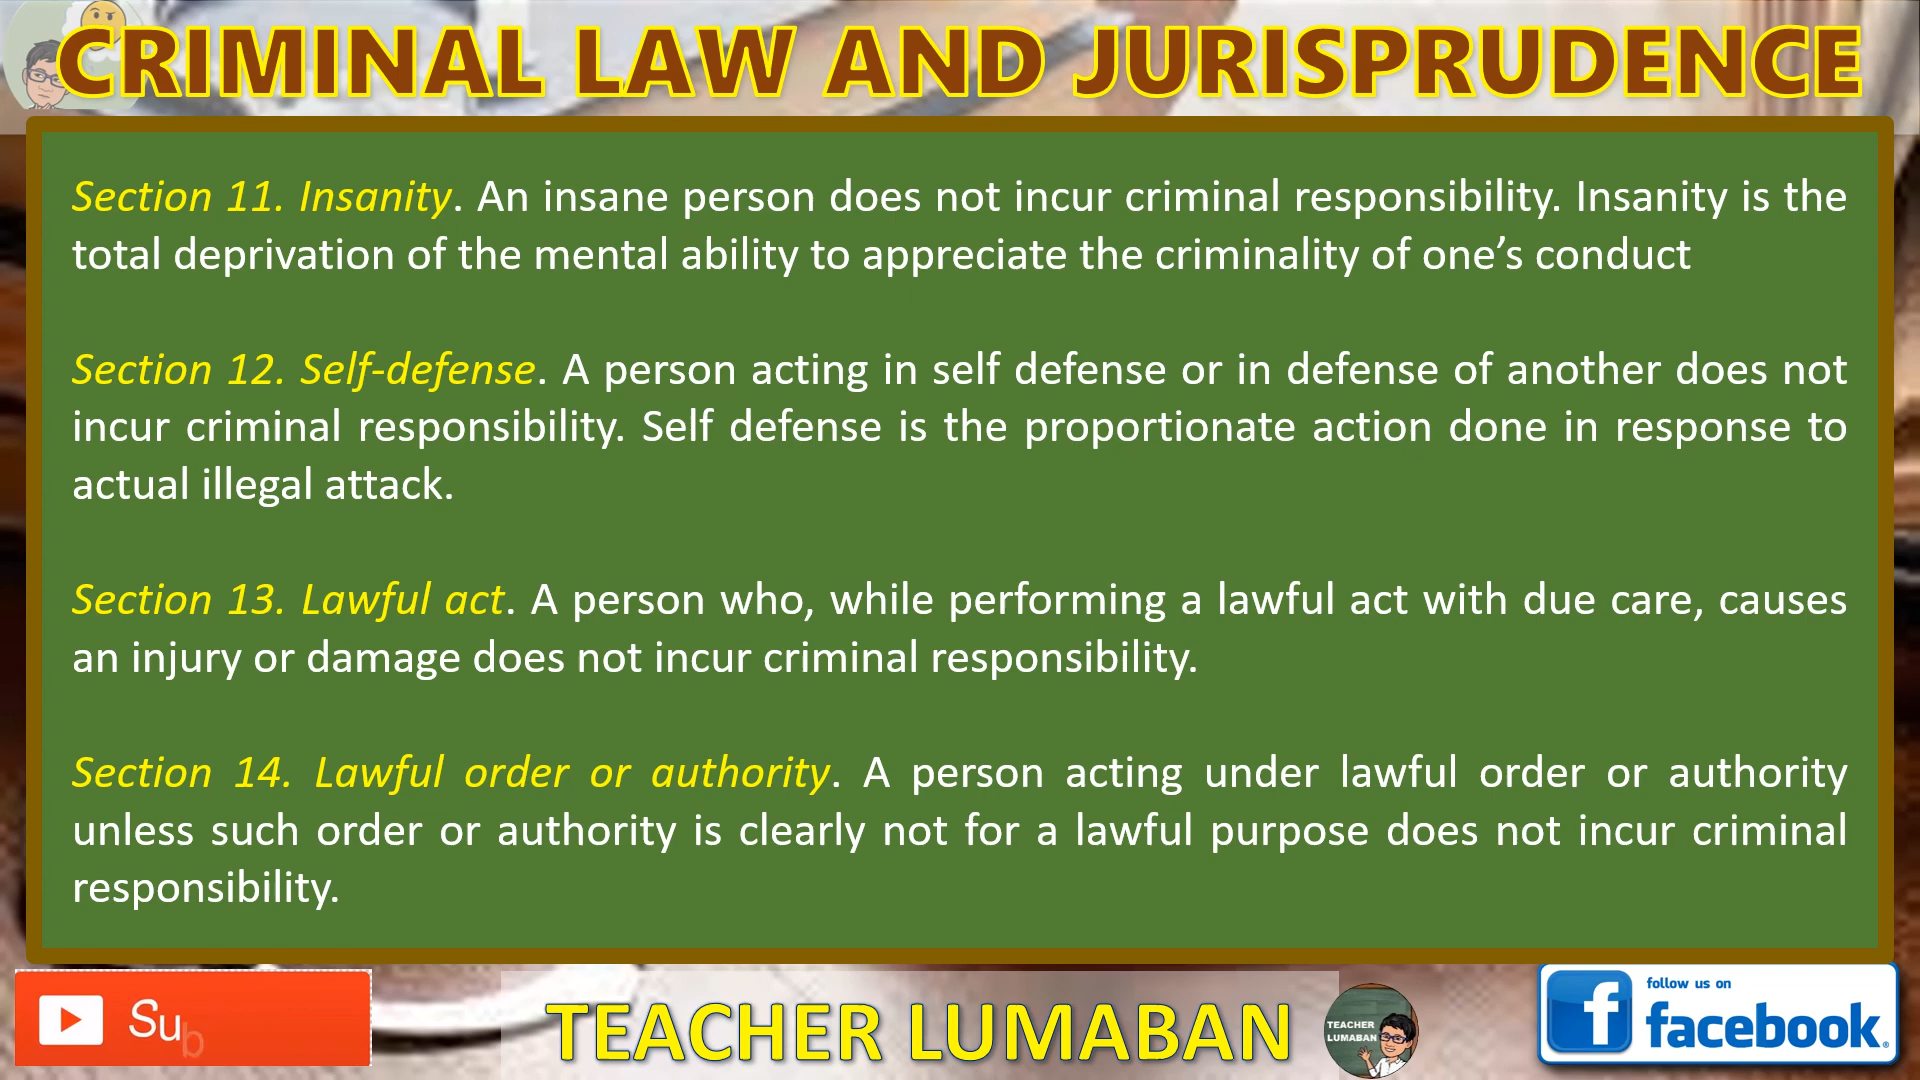 CRIMINAL LAW AND JURISPRUDENCE
Section 11. Insanity. An insane person does not incur criminal responsibility. Insanity is the
total deprivation of the mental ability to appreciate the criminality of one’s conduct
Section 12. Self-defense. A person acting in self defense or in defense of another does not
incur criminal responsibility. Self defense is the proportionate action done in response to
actual illegal attack.
Section 13. Lawful act. A person who, while performing a lawful act with due care, causes
an injury or damage does not incur criminal responsibility.
Section 14. Lawful order or authority. A person acting under lawful order or authority
unless such order or authority is clearly not for a lawful purpose does not incur criminal
responsibility.
Sub
TEACHER LUMABAN
TEACHER
LUMABAN
follow us on
facebook